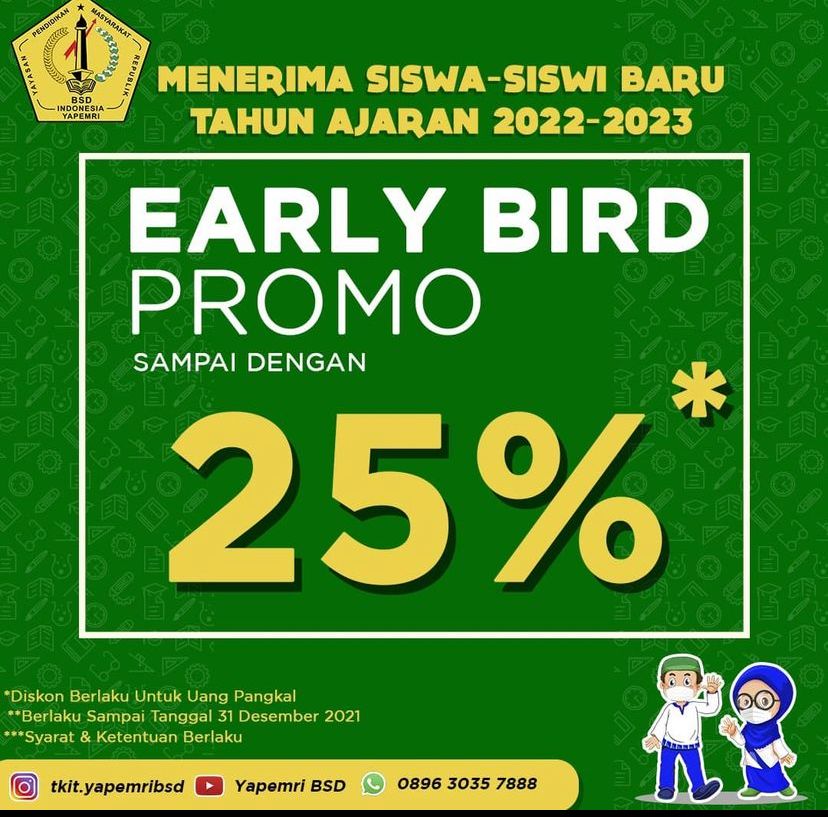 YAYASAN PENDIDIKAN MASYARAKAT REPUBLIK
BSD
INDONESIA
YAPEMRI
MENERIMA SISWA-SISWI BARU
TAHUN AJARAN 2022-2023
EARLY BIRD
PROMO
SAMPAI DENGAN
25%*
*Diskon Berlaku Untuk Uang Pangkal
**Berlaku Sampai Tanggal 31 Desember 2021
***Syarat & Ketentuan Berlaku
tkit.yapemribsd Yapemri BSD 0896 3035 7888